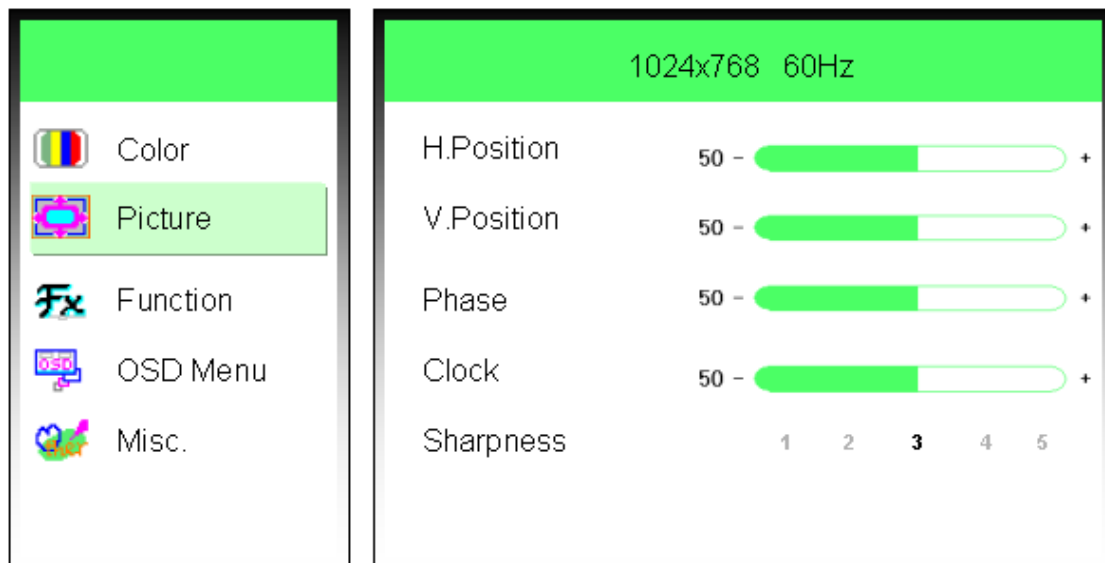 Color
Picture
Function
OSD Menu
Misc.
1024x768 60Hz
H.Position 50 - +
V.Position 50 - +
Phase 50 - +
Clock 50 - +
Sharpness 1 2 3 4 5